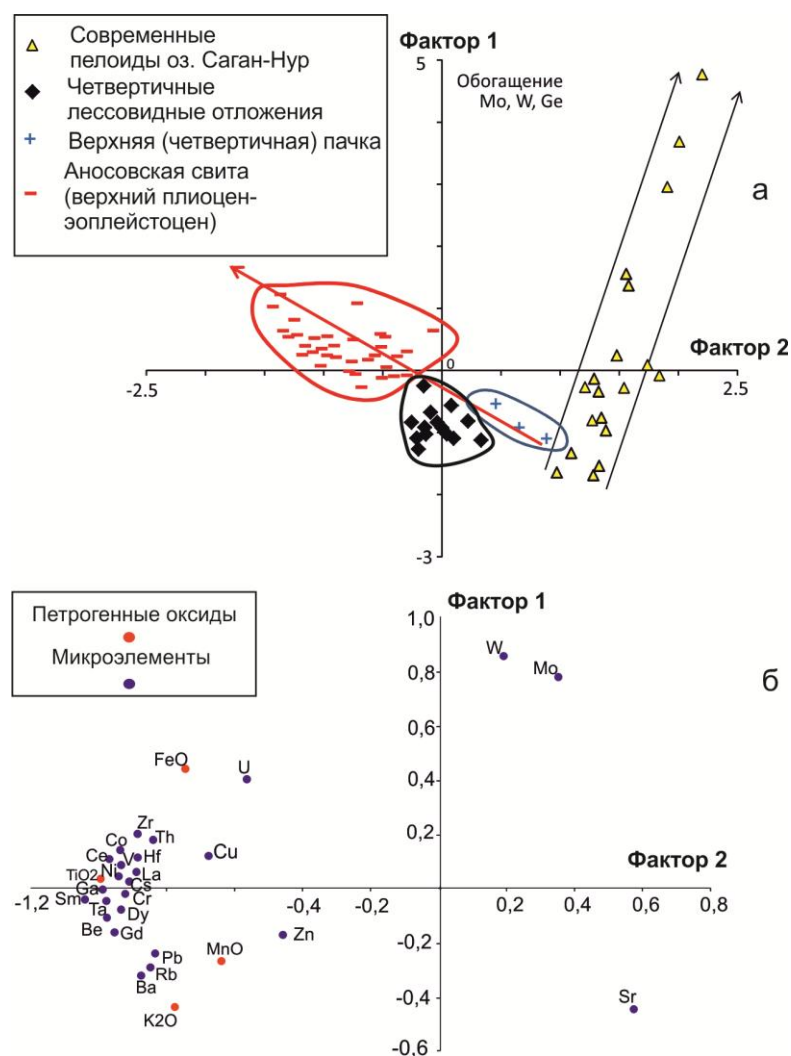 Современные
пелоиды оз. Саган-Нур
Четвертичные
лессовидные отложения
Верхняя (четвертичная) пачка
Аносовская свита
(верхний плиоцен-
эоплейстоцен)
Фактор 1
5
Обогащение
Mo, W, Ge
а
Фактор 2
-2.5
0
2.5
-3
Петрогенные оксиды
Микроэлементы
Фактор 1
1,0
W
Mo
б
0,8
0,6
FeO
U
0,4
Zr
Th
0,2
Co
Ce
V
Hf
Cu
Фактор 2
TiO2
Ni
La
Ga
Cs
-1,2
Sm
Cr
-0,4
-0,2
0,2
0,4
0,6
0,8
Ta
Dy
Be
Gd
MnO
Zn
-0,2
Pb
Rb
Ba
Sr
-0,4
K2O
-0,6